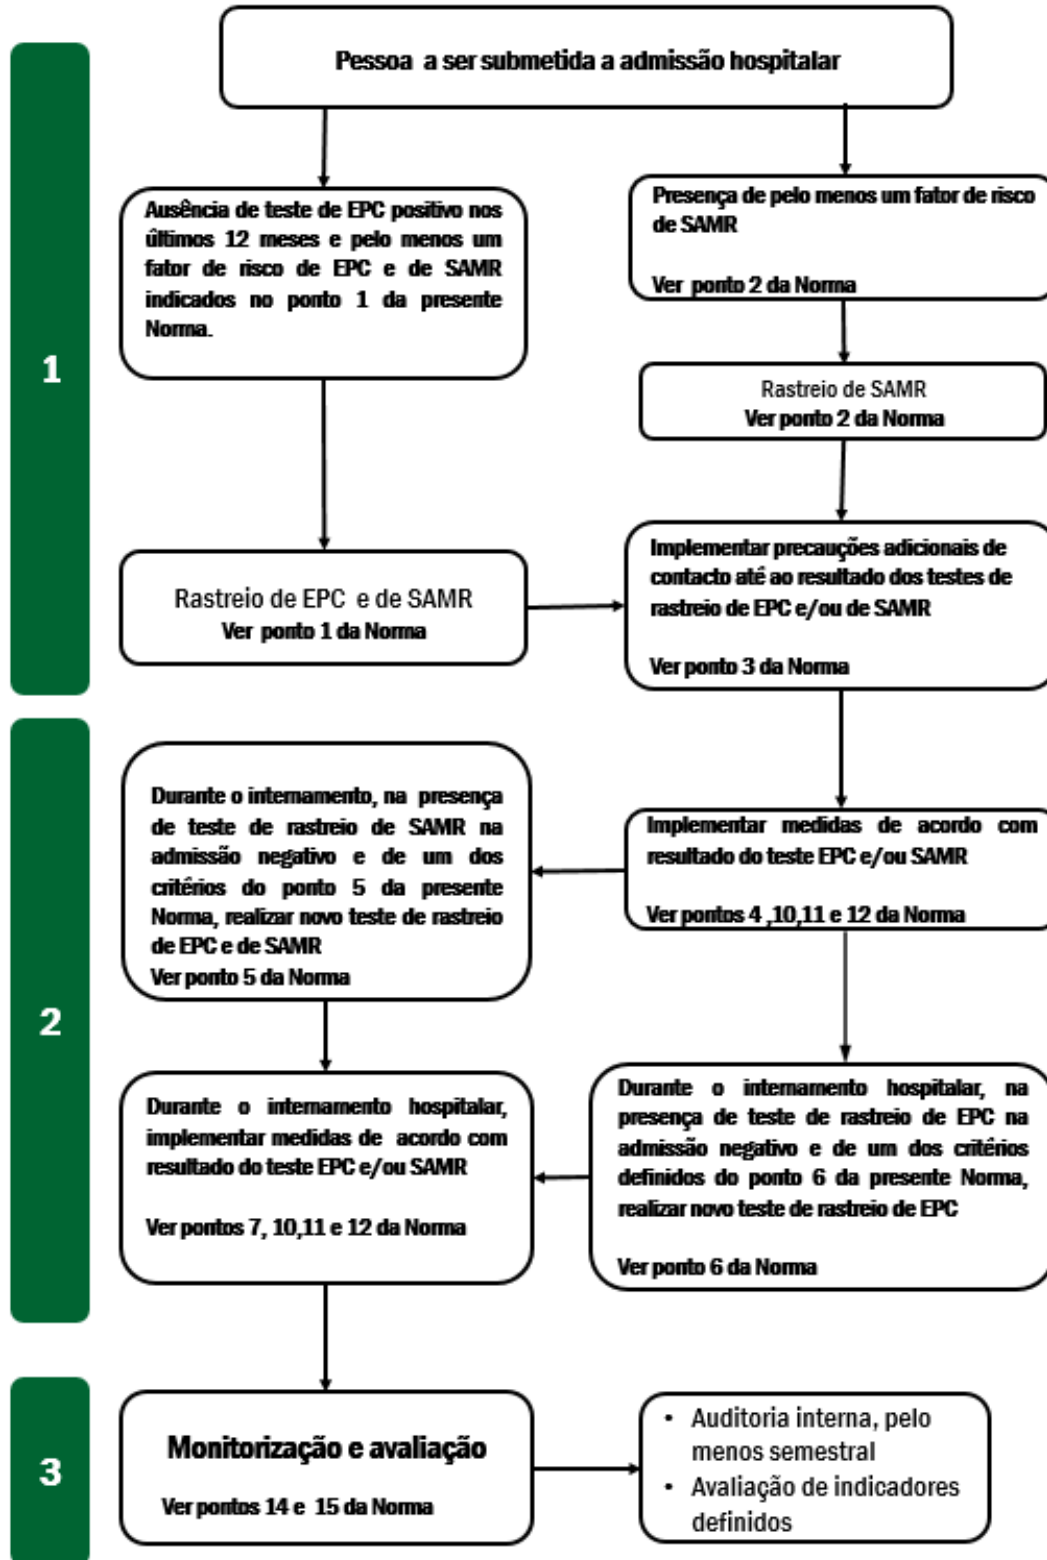 Pessoa a ser submetida a admissão hospitalar
1
Ausência de teste de EPC positivo nos
últimos 12 meses e pelo menos um
fator de risco de EPC e de SAMR
indicados no ponto 1 da presente
Norma.
Presença de pelo menos um fator de risco
de SAMR
Ver ponto 2 da Norma
Rastreio de SAMR
Ver ponto 2 da Norma
Rastreio de EPC e de SAMR
Ver ponto 1 da Norma
Implementar precauções adicionais de
contacto até ao resultado dos testes de
rastreio de EPC e/ou de SAMR
Ver ponto 3 da Norma
2
Durante o internamento, na presença
de teste de rastreio de SAMR na
admissão negativo e de um dos
critérios do ponto 5 da presente
Norma, realizar novo teste de rastreio
de EPC e de SAMR
Ver ponto 5 da Norma
Implementar medidas de acordo com
resultado do teste EPC e/ou SAMR
Ver pontos 4 ,10,11 e 12 da Norma
Durante o internamento hospitalar,
implementar medidas de acordo com
resultado do teste EPC e/ou SAMR
Ver pontos 7, 10,11 e 12 da Norma
Durante o internamento hospitalar, na
presença de teste de rastreio de EPC na
admissão negativo e de um dos critérios
definidos do ponto 6 da presente Norma,
realizar novo teste de rastreio de EPC
Ver ponto 6 da Norma
3
Monitorização e avaliação
Ver pontos 14 e 15 da Norma
• Auditoria interna, pelo
menos semestral
• Avaliação de indicadores
definidos